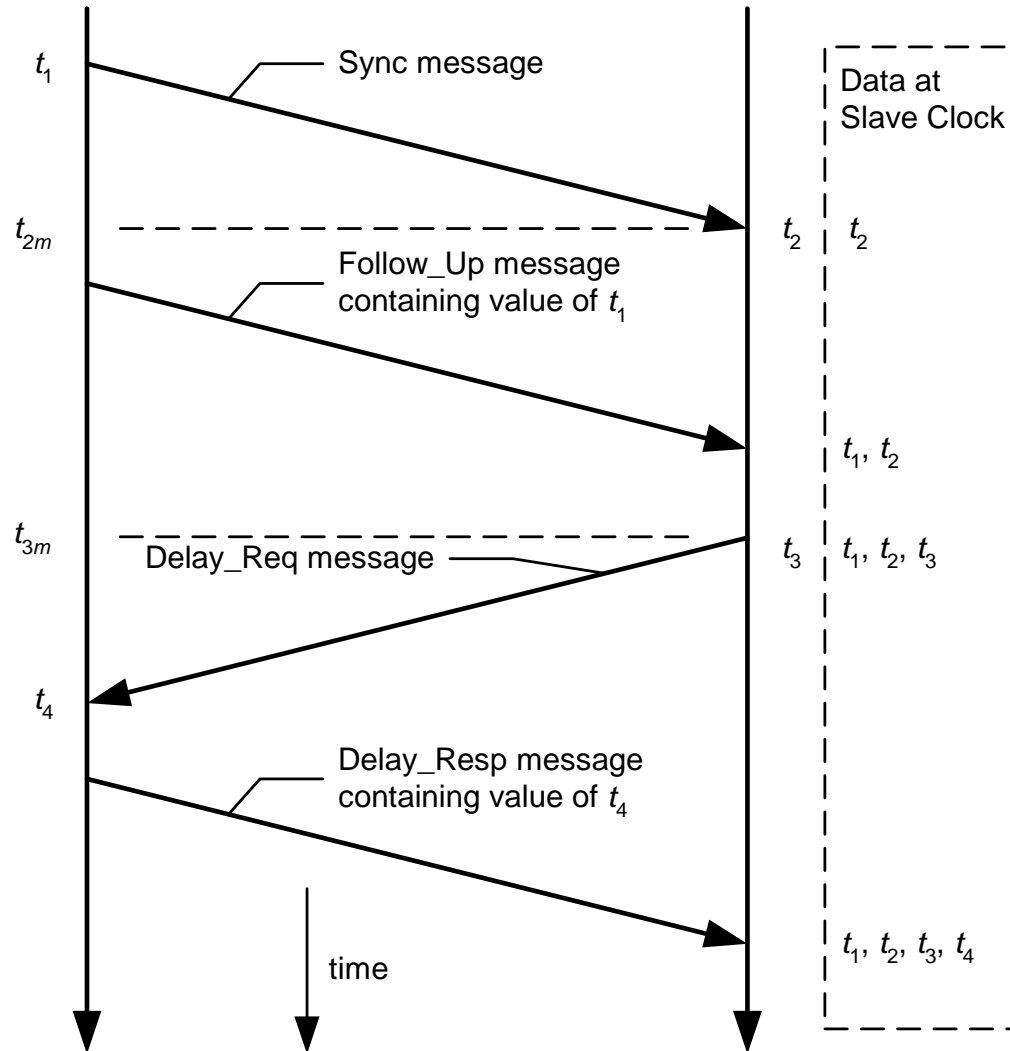 t1
Sync message
Data at
Slave Clock
t2m
t2
t2
Follow_Up message
containing value of t1
t1, t2
t3m
Delay_Req message
t3
t1, t2, t3
t4
Delay_Resp message
containing value of t4
t1, t2, t3, t4
time